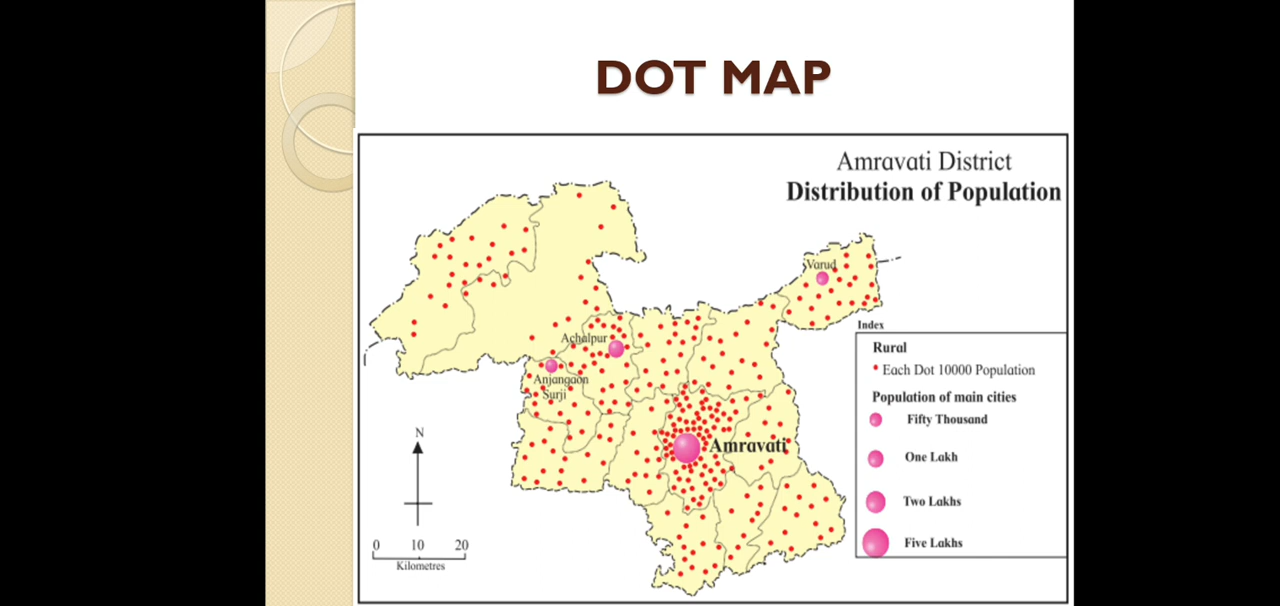 DOT MAP
Amravati District
Distribution of Population
Varud
Achalpur
Anjangaon
Surji
Amravati
N
0 10 20
Kilometres
Index
Rural
Each Dot 10000 Population
Population of main cities
Fifty Thousand
One Lakh
Two Lakhs
Five Lakhs